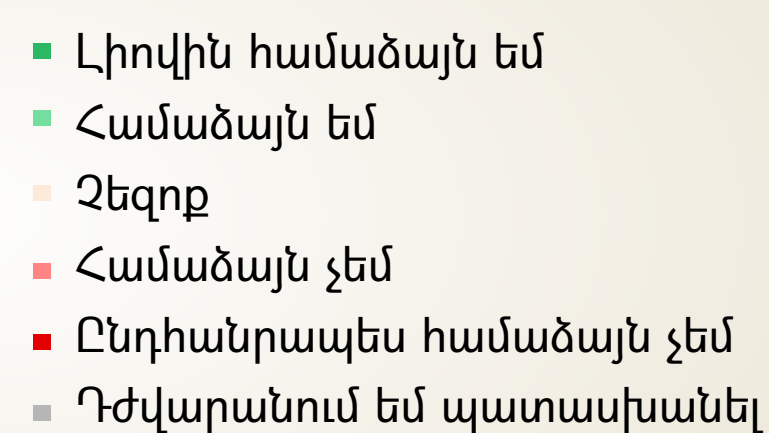 Լիովին համաձայն եմ
Համաձայն եմ
Չեզոք
Համաձայն չեմ
Ընդհանրապես համաձայն չեմ
Դժվարանում եմ պատասխանել